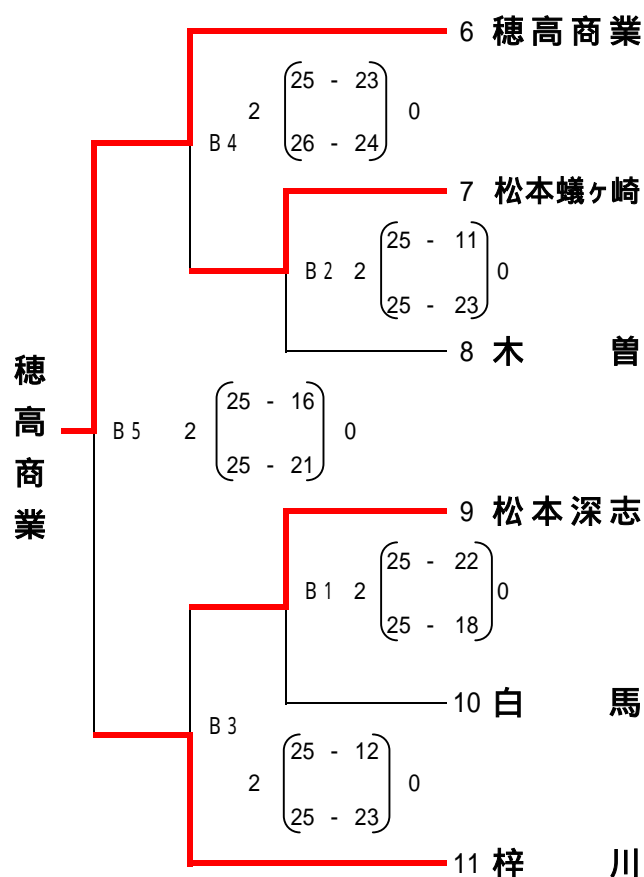 6 穂高商業
25 - 23
B4 2 0
26 - 24
7 松本蟻ヶ崎
25 - 11
B2 2 0
25 - 23
8 木曽
穂高商業
25 - 16
B5 2 0
25 - 21
9 松本深志
25 - 22
B1 2 0
25 - 18
10 白馬
B3
25 - 12
2 0
25 - 23
11 梓川